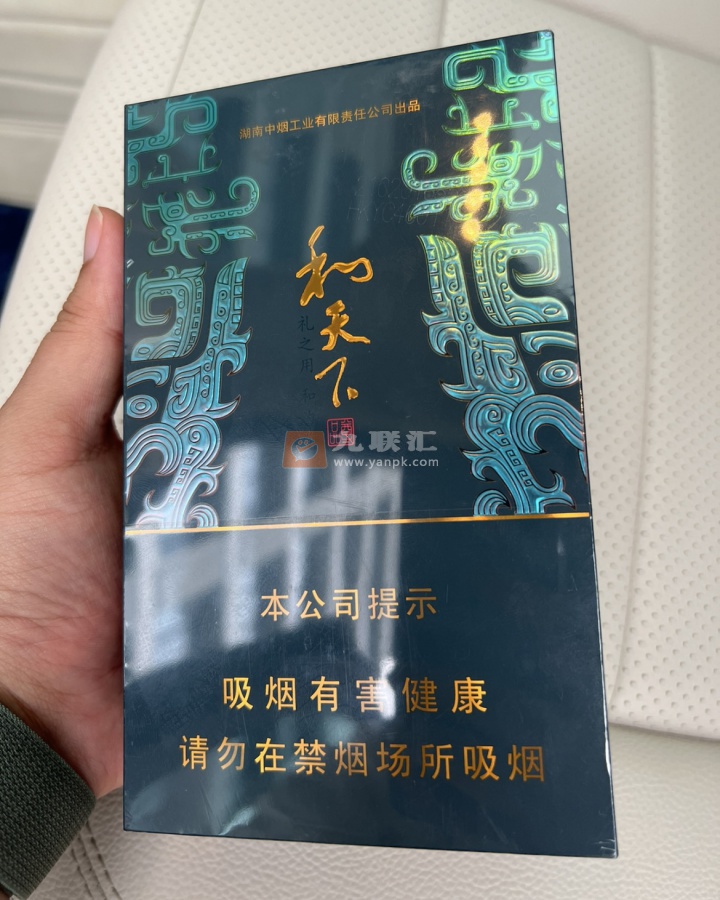 湖南中烟工业有限责任公司出品
和天下
礼之用 和
九联汇
www.yanpk.com
本公司提示
吸烟有害健康
请勿在禁烟场所吸烟